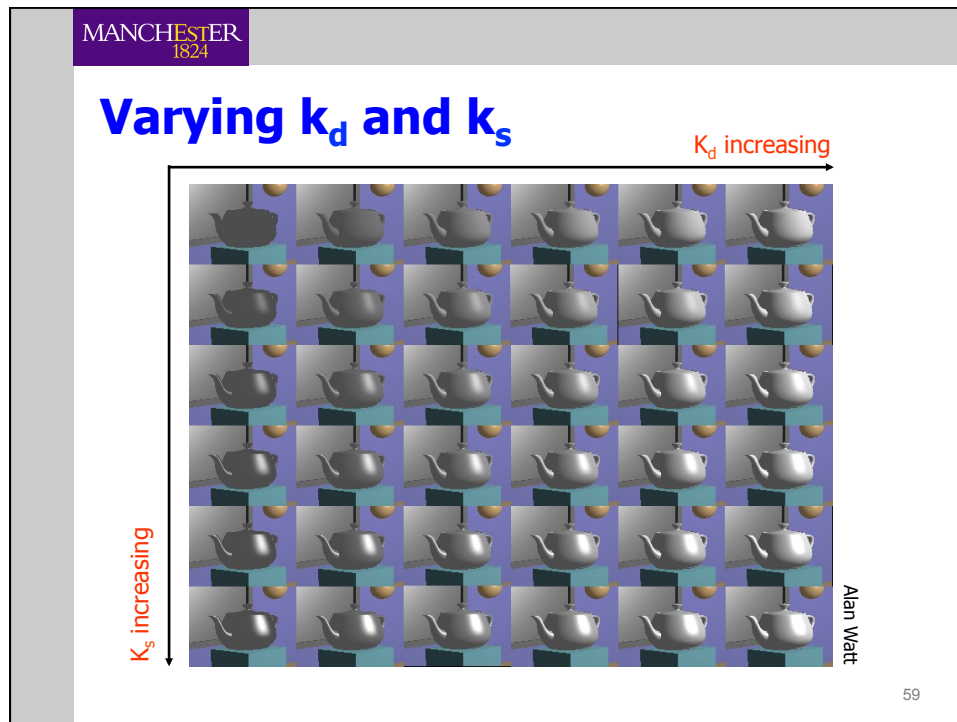 MANCHEsTER
1824
Varying kd and ks
Kd increasing
Ks increasing
Alan Watt
59